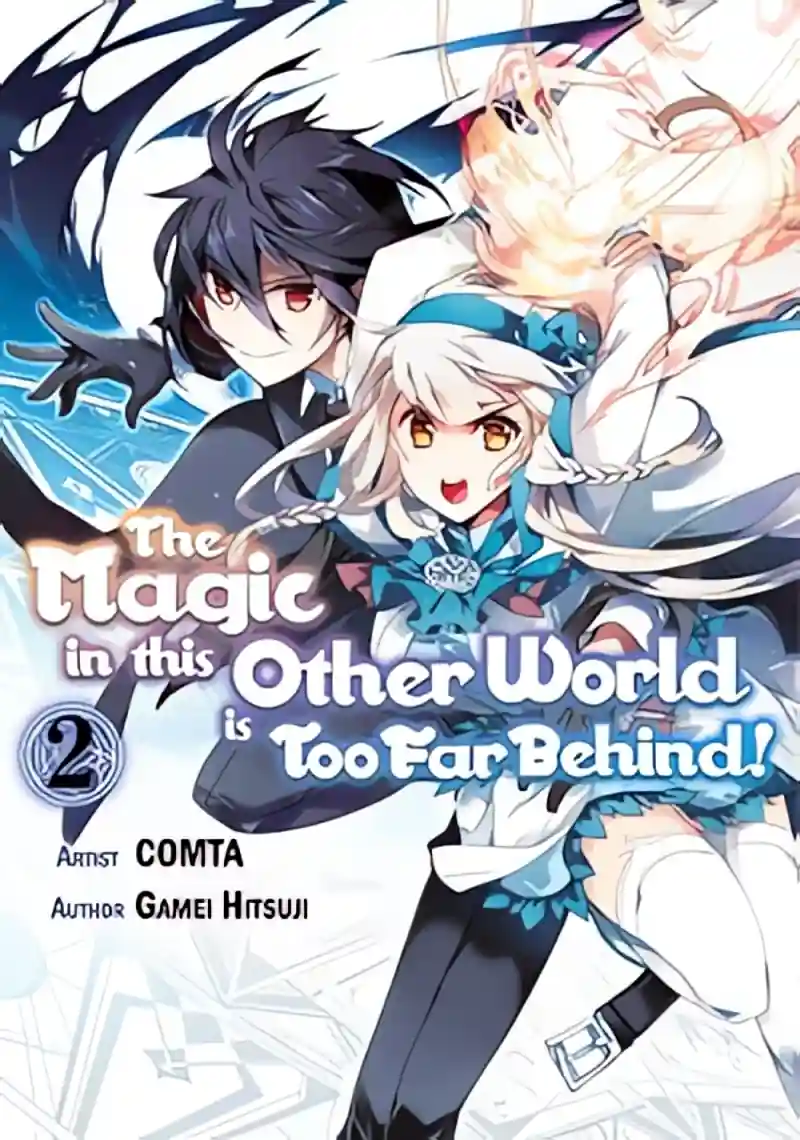 The
Magic
in this
Other World
is
Too Far Behind!
2
ARTIST COMTA
AUTHOR GAMEI HITSUJI